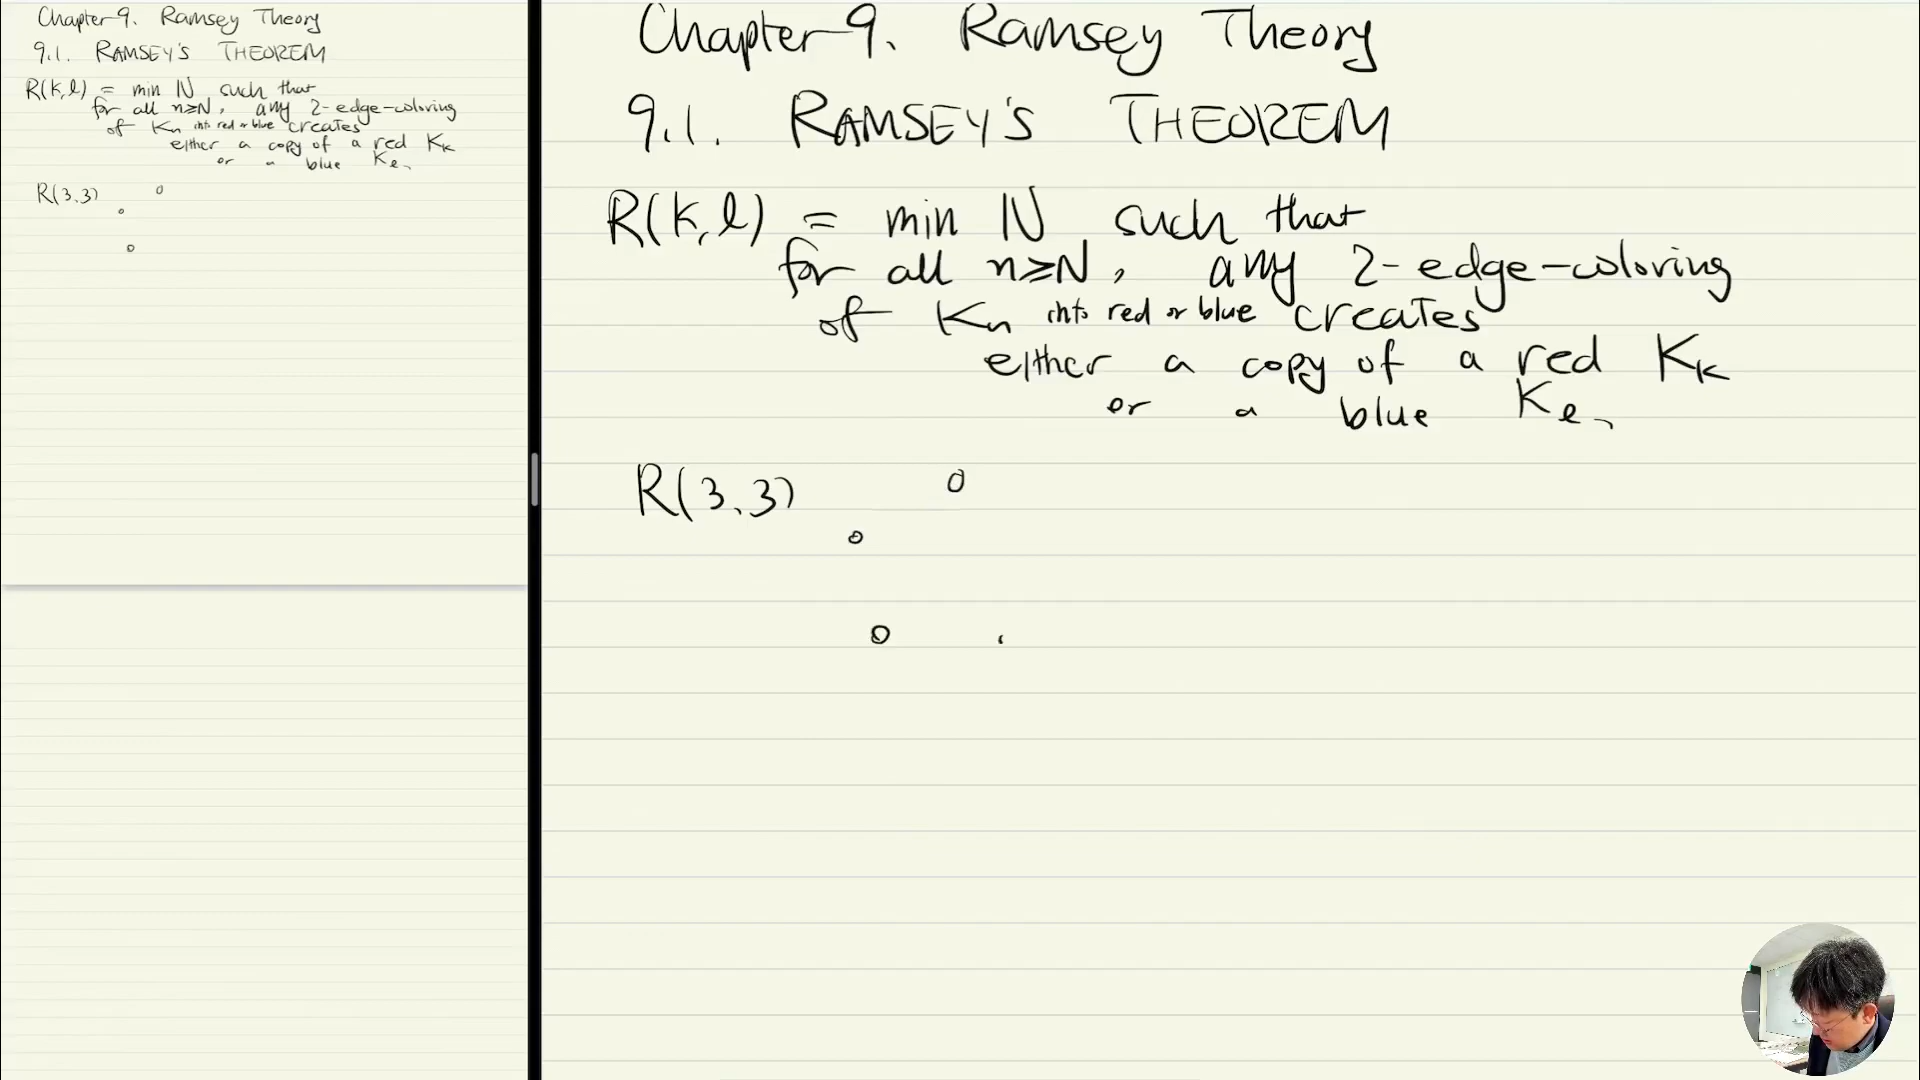 Chapter 9. Ramsey Theory
9.1. RAMSEY'S THEOREM
R(k,l) = min N such that
for all n≥N, any 2-edge-coloring
of Kn into red or blue creates
either a copy of a red Kk
or a blue Kl.
R(3,3)
Chapter 9. Ramsey Theory
9.1. RAMSEY'S THEOREM
R(k,l) = min N such that
for all n≥N, any 2-edge-coloring
of Kn into red or blue creates
either a copy of a red Kk
or a blue Kl.
R(3,3)